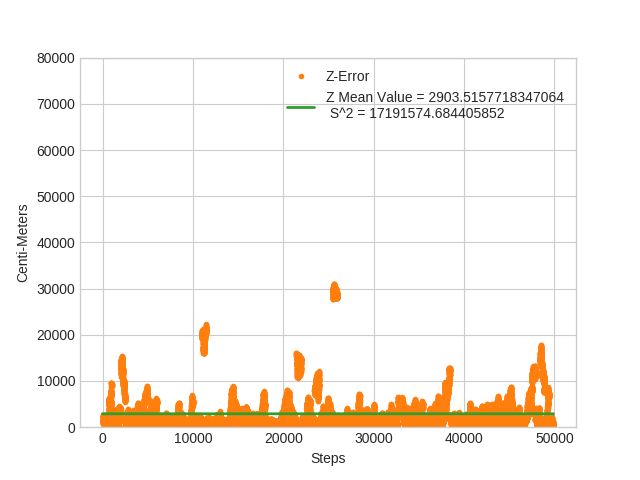 80000
70000
60000
50000
40000
30000
20000
10000
0
Centi-Meters
Z-Error
Z Mean Value = 2903.5157718347064
S^2 = 17191574.684405852
0 10000 20000 30000 40000 50000
Steps